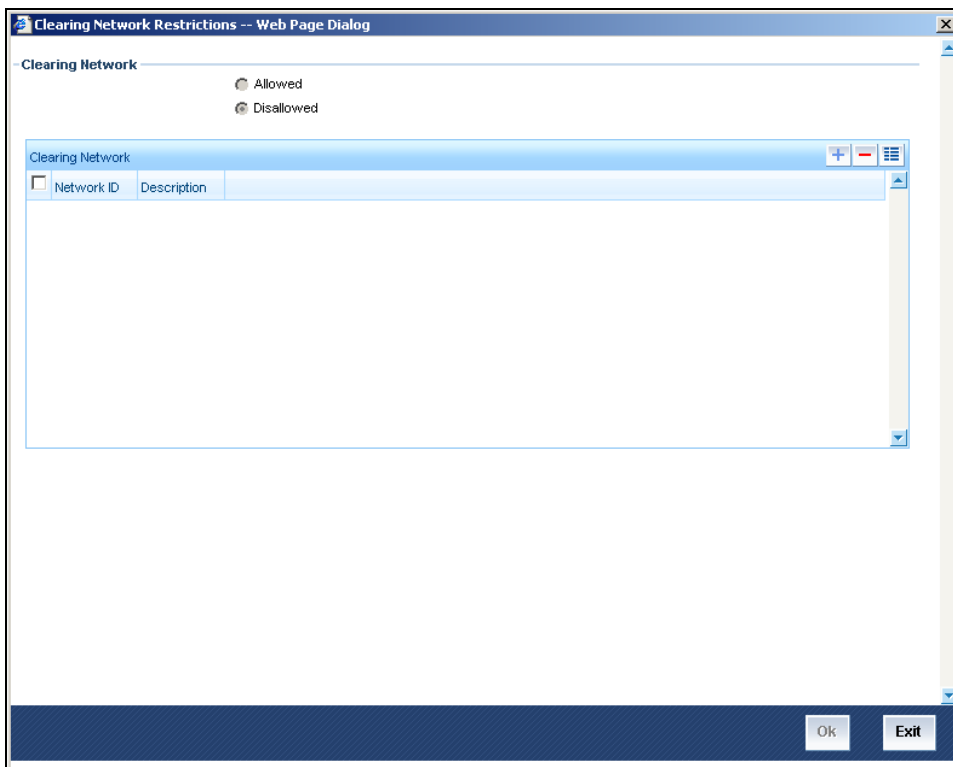 Clearing Network Restrictions -- Web Page Dialog
Clearing Network
Allowed
Disallowed
Clearing Network
Network ID Description
Ok Exit